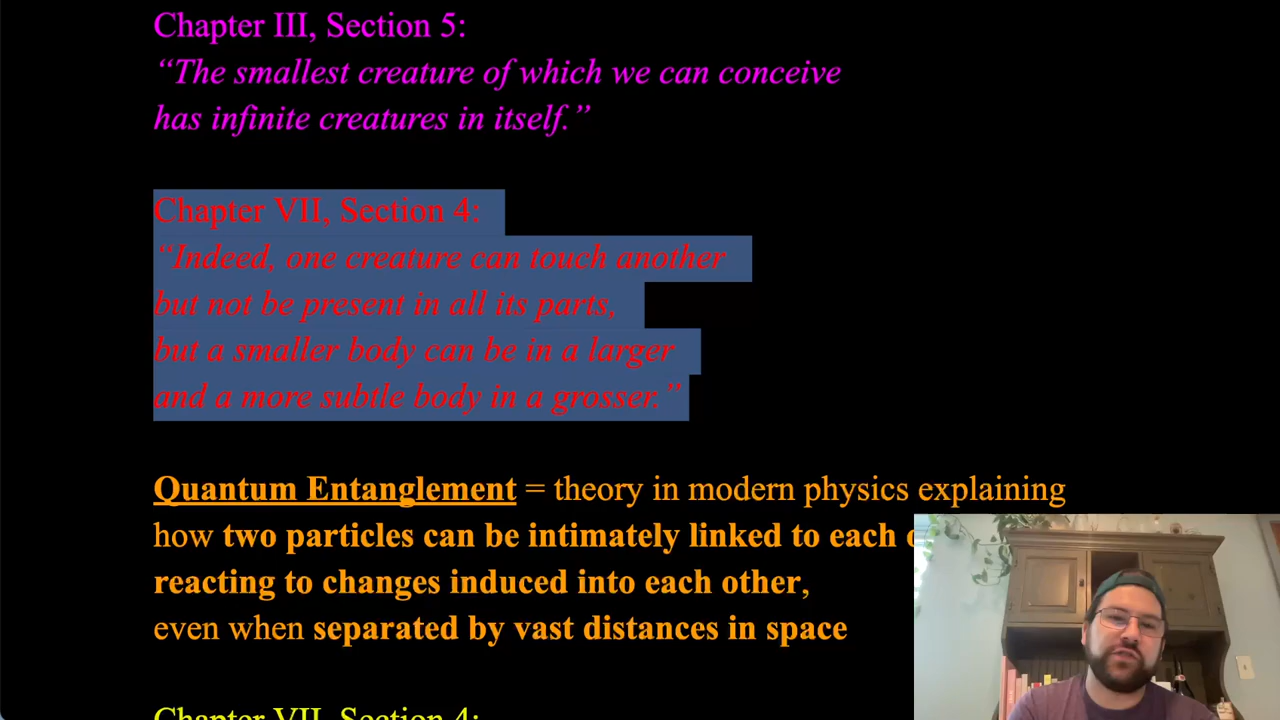 Chapter III, Section 5:
“The smallest creature of which we can conceive
has infinite creatures in itself.”
Chapter VII, Section 4:
“Indeed, one creature can touch another
but not be present in all its parts,
but a smaller body can be in a larger
and a more subtle body in a grosser.”
Quantum Entanglement = theory in modern physics explaining
how two particles can be intimately linked to each
reacting to changes induced into each other,
even when separated by vast distances in space
Chapter VII, Section 4: